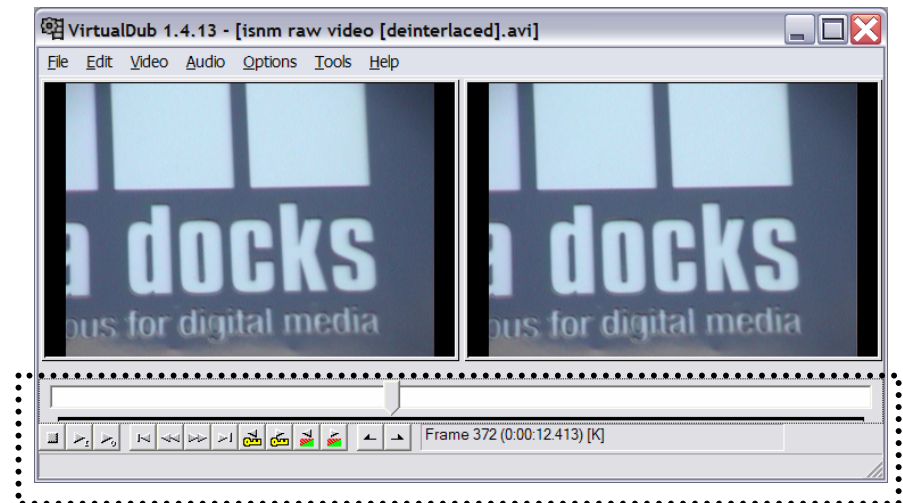 VirtualDub 1.4.13 - [isnm raw video [deinterlaced].avi]
File Edit Video Audio Options Tools Help
a docks
ous for digital media
a docks
ous for digital media
Frame 372 (0:00:12.413) [K]